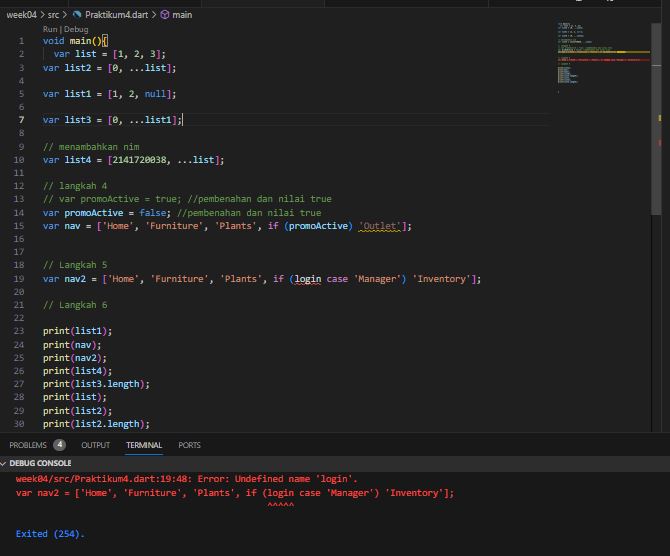 week04 > src > Praktikum4.dart > main
Run | Debug
1 void main(){
2 var list = [1, 2, 3];
3 var list2 = [0, ...list];
4
5 var list1 = [1, 2, null];
6
7 var list3 = [0, ...list1];
8
9 // menambahkan nim
10 var list4 = [2141720038, ...list];
11
12 // langkah 4
13 // var promoActive = true; //pembenahan dan nilai true
14 var promoActive = false; //pembenahan dan nilai true
15 var nav = ['Home', 'Furniture', 'Plants', if (promoActive) 'Outlet'];
16
17
18 // Langkah 5
19 var nav2 = ['Home', 'Furniture', 'Plants', if (login case 'Manager') 'Inventory'];
20
21 // Langkah 6
22
23 print(list1);
24 print(nav);
25 print(nav2);
26 print(list4);
27 print(list3.length);
28 print(list);
29 print(list2);
30 print(list2.length);
PROBLEMS 4 OUTPUT TERMINAL PORTS
DEBUG CONSOLE
week04/src/Praktikum4.dart:19:48: Error: Undefined name 'login'.
var nav2 = ['Home', 'Furniture', 'Plants', if (login case 'Manager') 'Inventory'];
^^^^^
Exited (254).